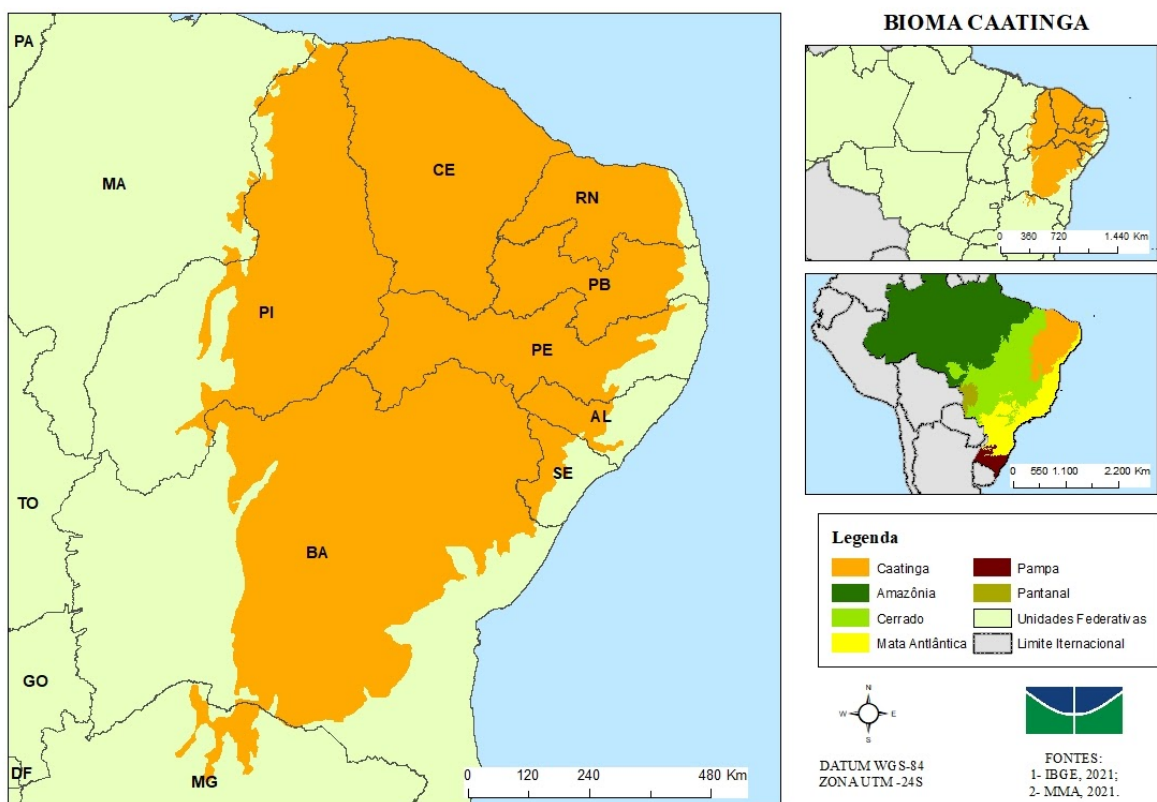 PA
MA
CE
RN
PB
PI
PE
AL
SE
TO
BA
GO
DF
MG
0 120 240 480 Km
BIOMA CAATINGA
0 360 720 1.440 Km
0 550 1.100 2.200 Km
Legenda
Caatinga
Pampa
Amazônia
Pantanal
Cerrado
Unidades Federativas
Mata Antlântica
Limite Iternacional
N
W E
S
DATUM WGS-84
ZONA UTM -24S
FONTES:
1- IBGE, 2021;
2- MMA, 2021.